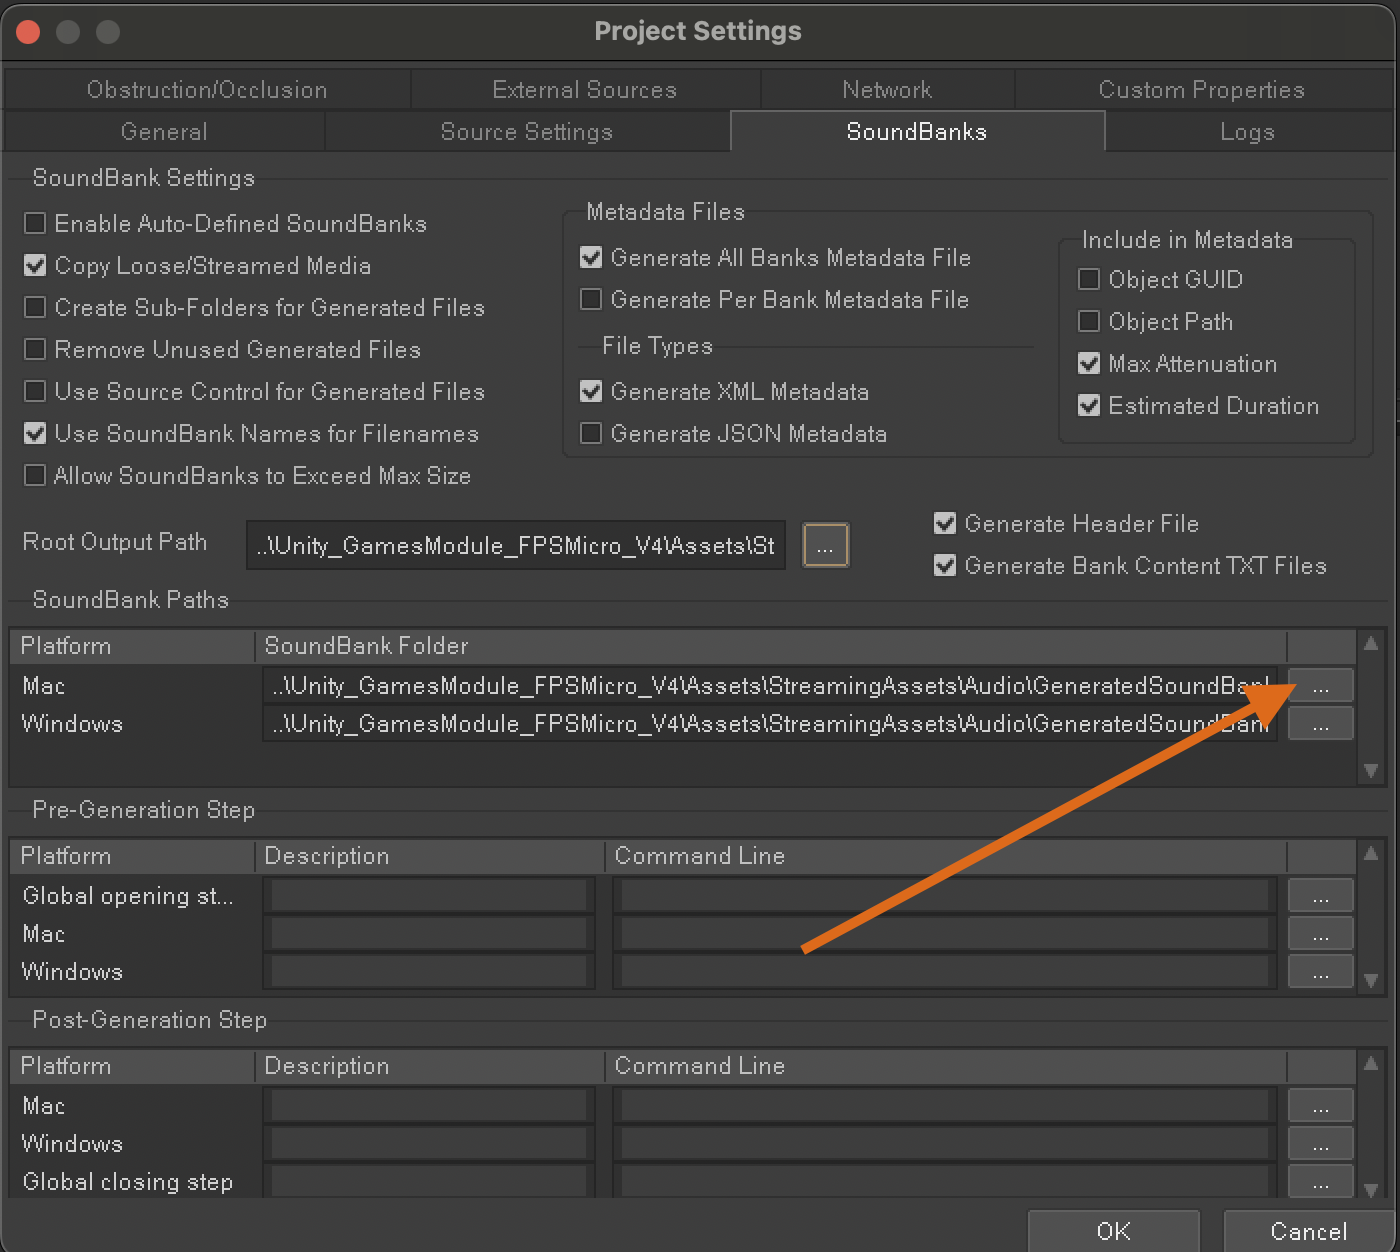 Project Settings
Obstruction/Occlusion External Sources Network Custom Properties
General Source Settings SoundBanks Logs
SoundBank Settings
Enable Auto-Defined SoundBanks
Copy Loose/Streamed Media
Create Sub-Folders for Generated Files
Remove Unused Generated Files
Use Source Control for Generated Files
Use SoundBank Names for Filenames
Allow SoundBanks to Exceed Max Size
Metadata Files
Generate All Banks Metadata File
Generate Per Bank Metadata File
File Types
Generate XML Metadata
Generate JSON Metadata
Include in Metadata
Object GUID
Object Path
Max Attenuation
Estimated Duration
Root Output Path ..\Unity_GamesModule_FPSMicro_V4\Assets\St ...
Generate Header File
Generate Bank Content TXT Files
SoundBank Paths
Platform SoundBank Folder
Mac ..\Unity_GamesModule_FPSMicro_V4\Assets\StreamingAssets\Audio\GeneratedSoundBanl ...
Windows ..\Unity_GamesModule_FPSMicro_V4\Assets\StreamingAssets\Audio\GeneratedSoundBanl ...
Pre-Generation Step
Platform Description Command Line
Global opening st... ...
Mac ...
Windows ...
Post-Generation Step
Platform Description Command Line
Mac ...
Windows ...
Global closing step ...
OK Cancel